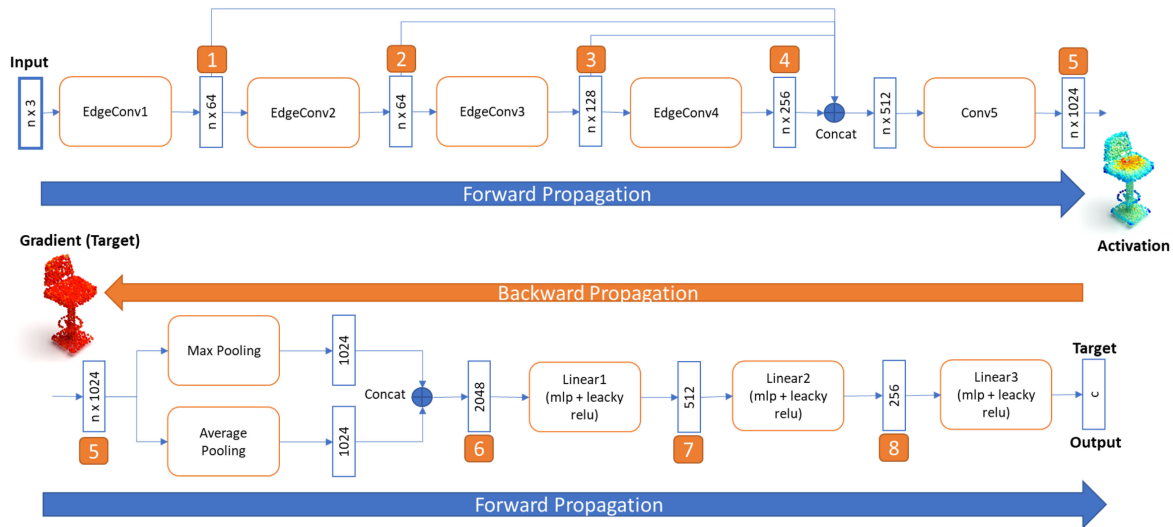 1
2
3
4
5
Input
n x 3
EdgeConv1
n x 64
EdgeConv2
n x 64
EdgeConv3
n x 128
EdgeConv4
n x 256
Concat
n x 512
Conv5
n x 1024
Forward Propagation
Activation
Gradient (Target)
Backward Propagation
n x 1024
5
Max Pooling
1024
Average
Pooling
1024
Concat
2048
6
Linear1
(mlp + leacky
relu)
512
7
Linear2
(mlp + leacky
relu)
256
8
Linear3
(mlp + leacky
relu)
Target
c
Output
Forward Propagation